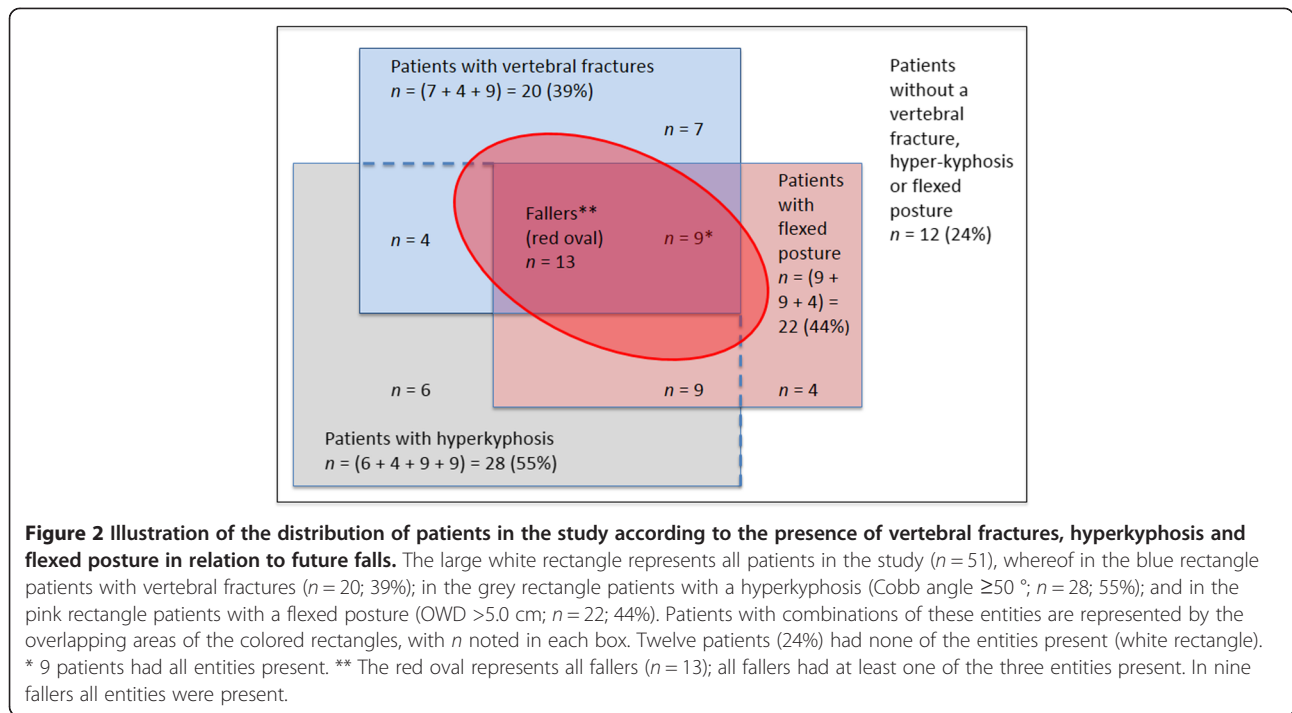 Patients with vertebral fractures
n = (7 + 4 + 9) = 20 (39%)
n = 7
Patients
without a
vertebral
fracture,
hyper-kyphosis
or flexed
posture
n = 12 (24%)
Patients
with
flexed
posture
n = (9 +
9 + 4) =
22 (44%)
Fallers**
(red oval)
n = 13
n = 9*
n = 4
n = 6
n = 9
n = 4
Patients with hyperkyphosis
n = (6 + 4 + 9 + 9) = 28 (55%)
Figure 2 Illustration of the distribution of patients in the study according to the presence of vertebral fractures, hyperkyphosis and
flexed posture in relation to future falls. The large white rectangle represents all patients in the study (n = 51), whereof in the blue rectangle
patients with vertebral fractures (n = 20; 39%); in the grey rectangle patients with a hyperkyphosis (Cobb angle ≥50 °; n = 28; 55%); and in the
pink rectangle patients with a flexed posture (OWD >5.0 cm; n = 22; 44%). Patients with combinations of these entities are represented by the
overlapping areas of the colored rectangles, with n noted in each box. Twelve patients (24%) had none of the entities present (white rectangle).
* 9 patients had all entities present. ** The red oval represents all fallers (n = 13); all fallers had at least one of the three entities present. In nine
fallers all entities were present.